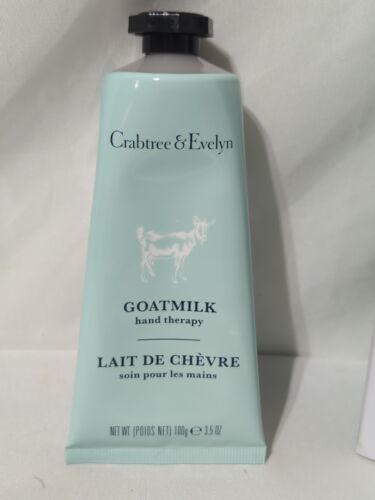 Crabtree & Evelyn
GOATMILK
hand therapy
LAIT DE CHÈVRE
soin pour les mains
NET WT (POIDS NET) 100g ℮ 3.5 OZ